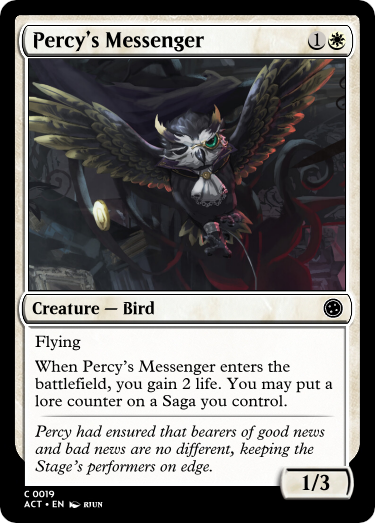 Percy's Messenger 1
Creature — Bird
Flying
When Percy's Messenger enters the
battlefield, you gain 2 life. You may put a
lore counter on a Saga you control.
Percy had ensured that bearers of good news
and bad news are no different, keeping the
Stage's performers on edge.
1/3
C 0019
ACT • EN RJUN